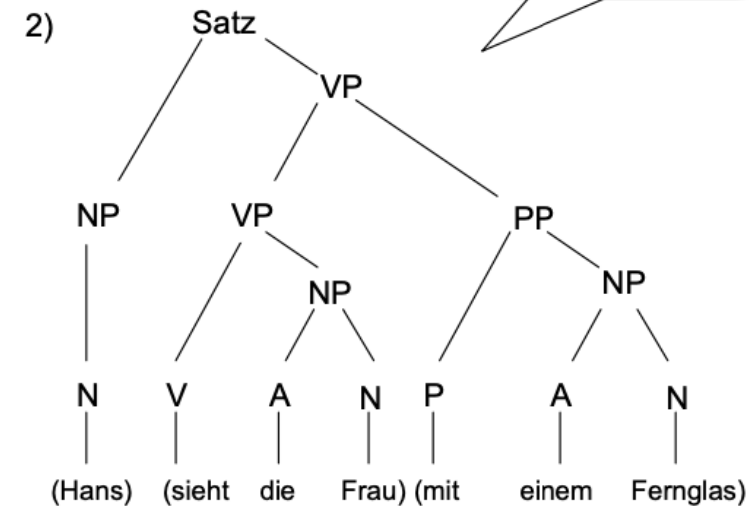 2)
Satz
VP
NP VP PP
NP NP
N V A N P A N
(Hans) (sieht die Frau) (mit einem Fernglas)